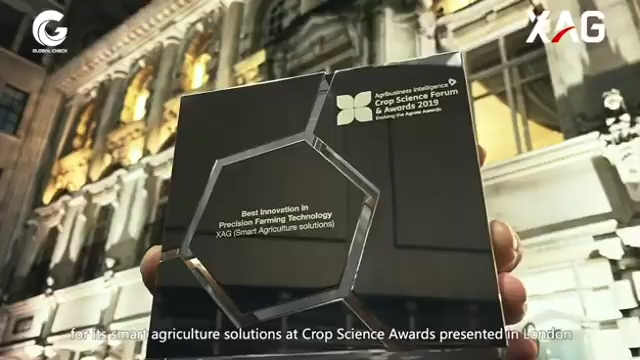 GLOBAL CHECK
XAG
Agribusiness intelligence
Crop Science Forum
& Awards 2019
Evolving the Agrow Awards
Best Innovation in
Precision Farming Technology
XAG (Smart Agriculture solutions)
for its smart agriculture solutions at Crop Science Awards presented in London